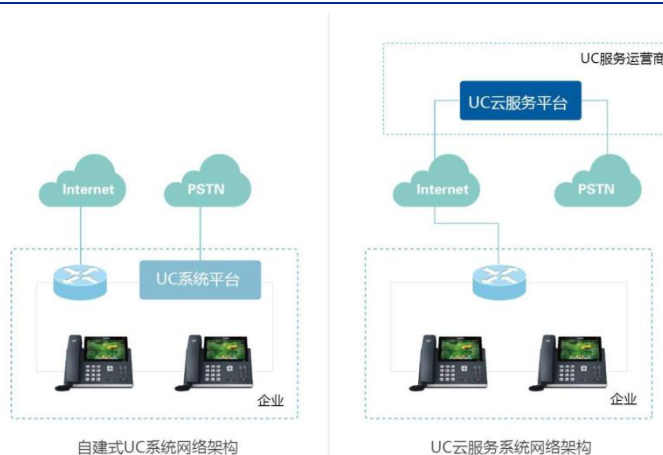 Internet
PSTN
UC系统平台
企业
自建式UC系统网络架构
UC服务运营商
UC云服务平台
Internet
PSTN
企业
UC云服务系统网络架构